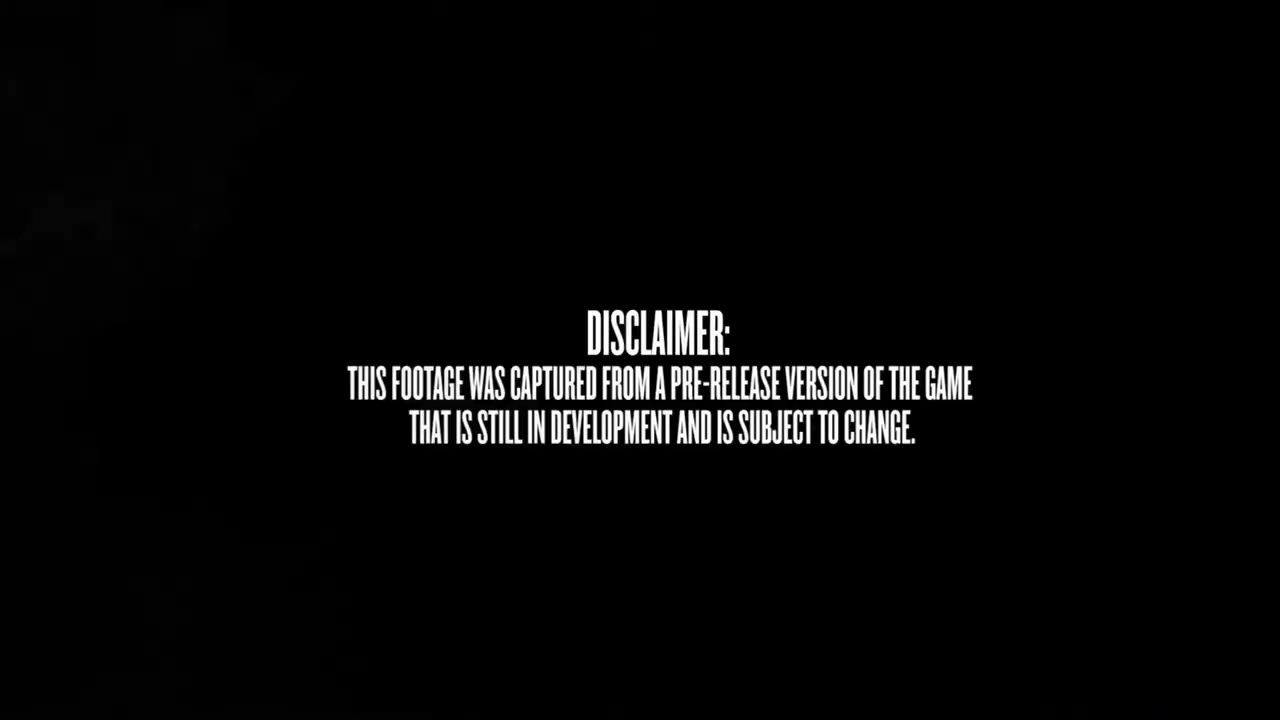 DISCLAIMER:
THIS FOOTAGE WAS CAPTURED FROM A PRE-RELEASE VERSION OF THE GAME
THAT IS STILL IN DEVELOPMENT AND IS SUBJECT TO CHANGE.